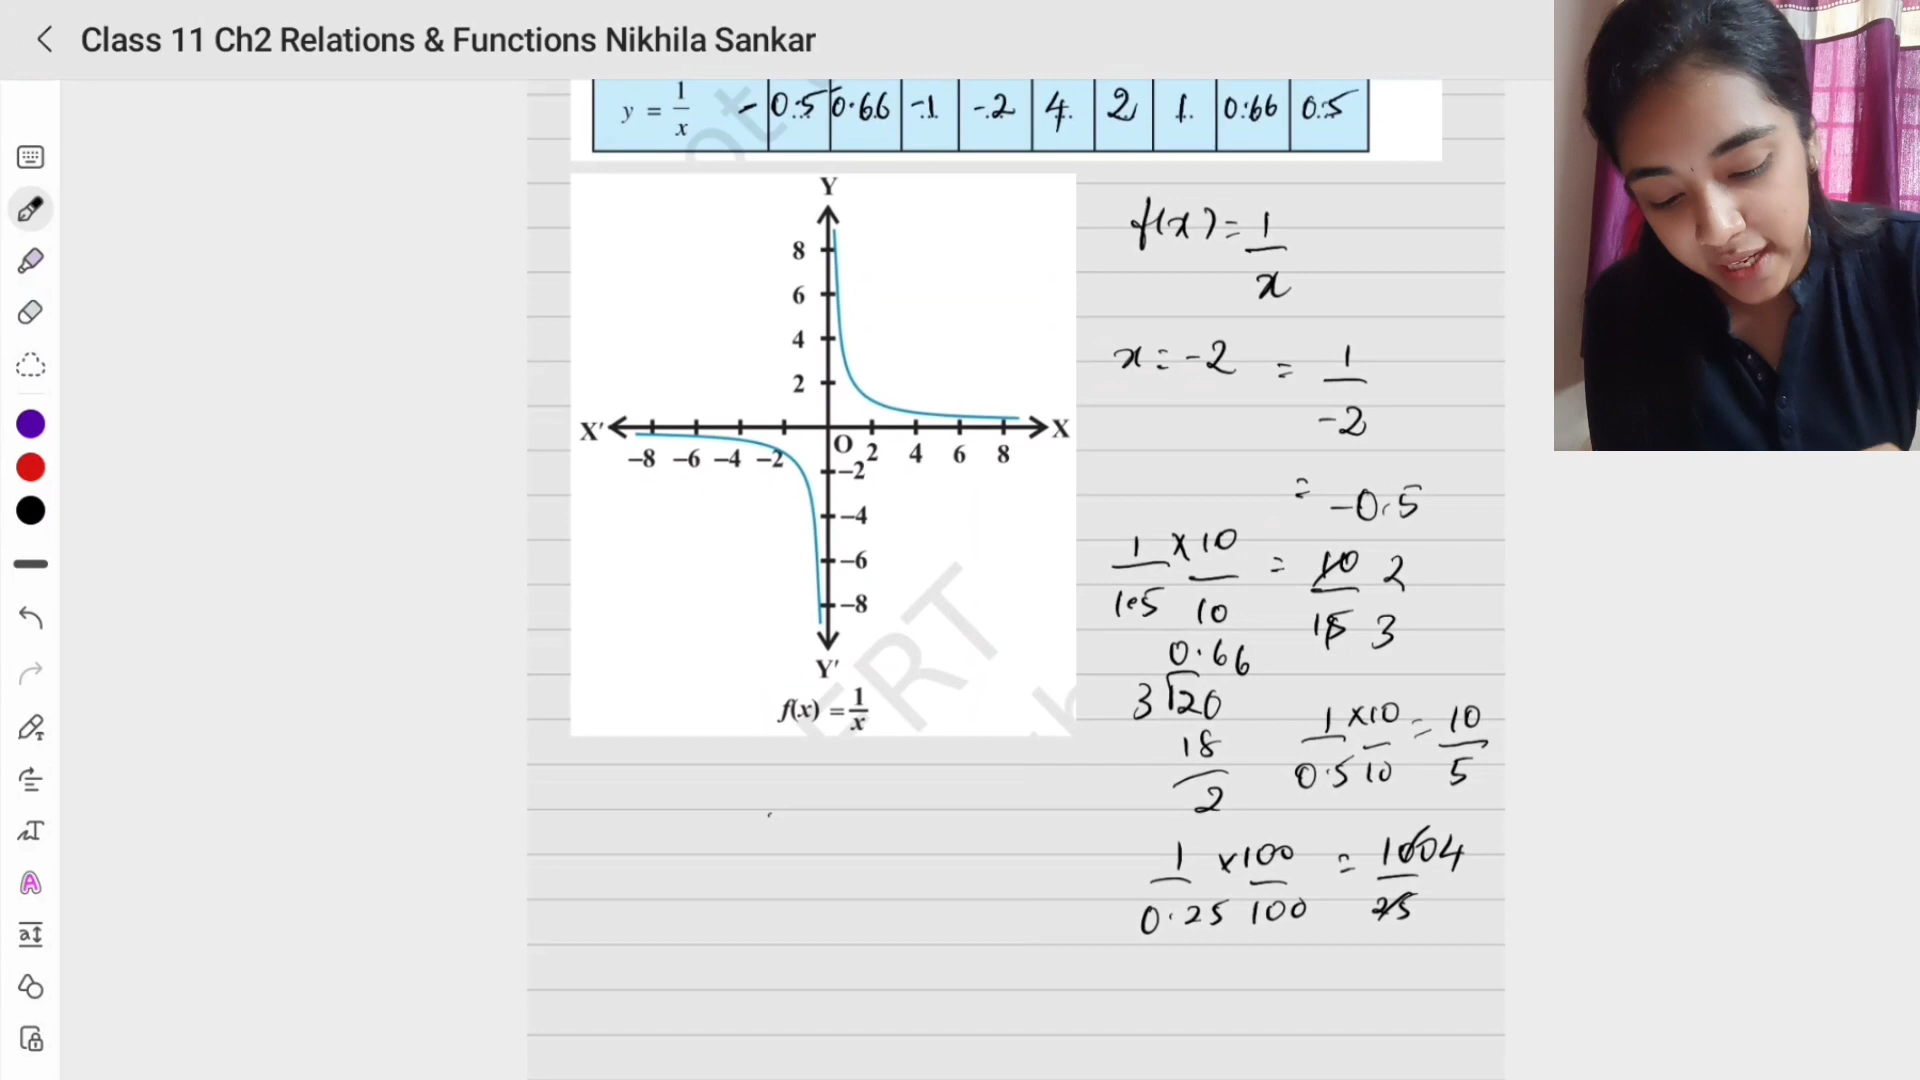 Class 11 Ch2 Relations & Functions Nikhila Sankar
y = 1/x - 0.5 -0.66 -1 -2 4 2 1 0.66 0.5
Y
8
6
4
2
X' O X
-8 -6 -4 -2 2 4 6 8
-2
-4
-6
-8
Y'
f(x) = 1/x
f(x) = 1/x
x = -2 = 1/-2
= -0.5
1/1.5 × 10/10 = 10/15 2/3
0.66
3 20
18
2
1/0.5 × 10/10 = 10/5
1/0.25 × 100/100 = 100/25 4
ERT